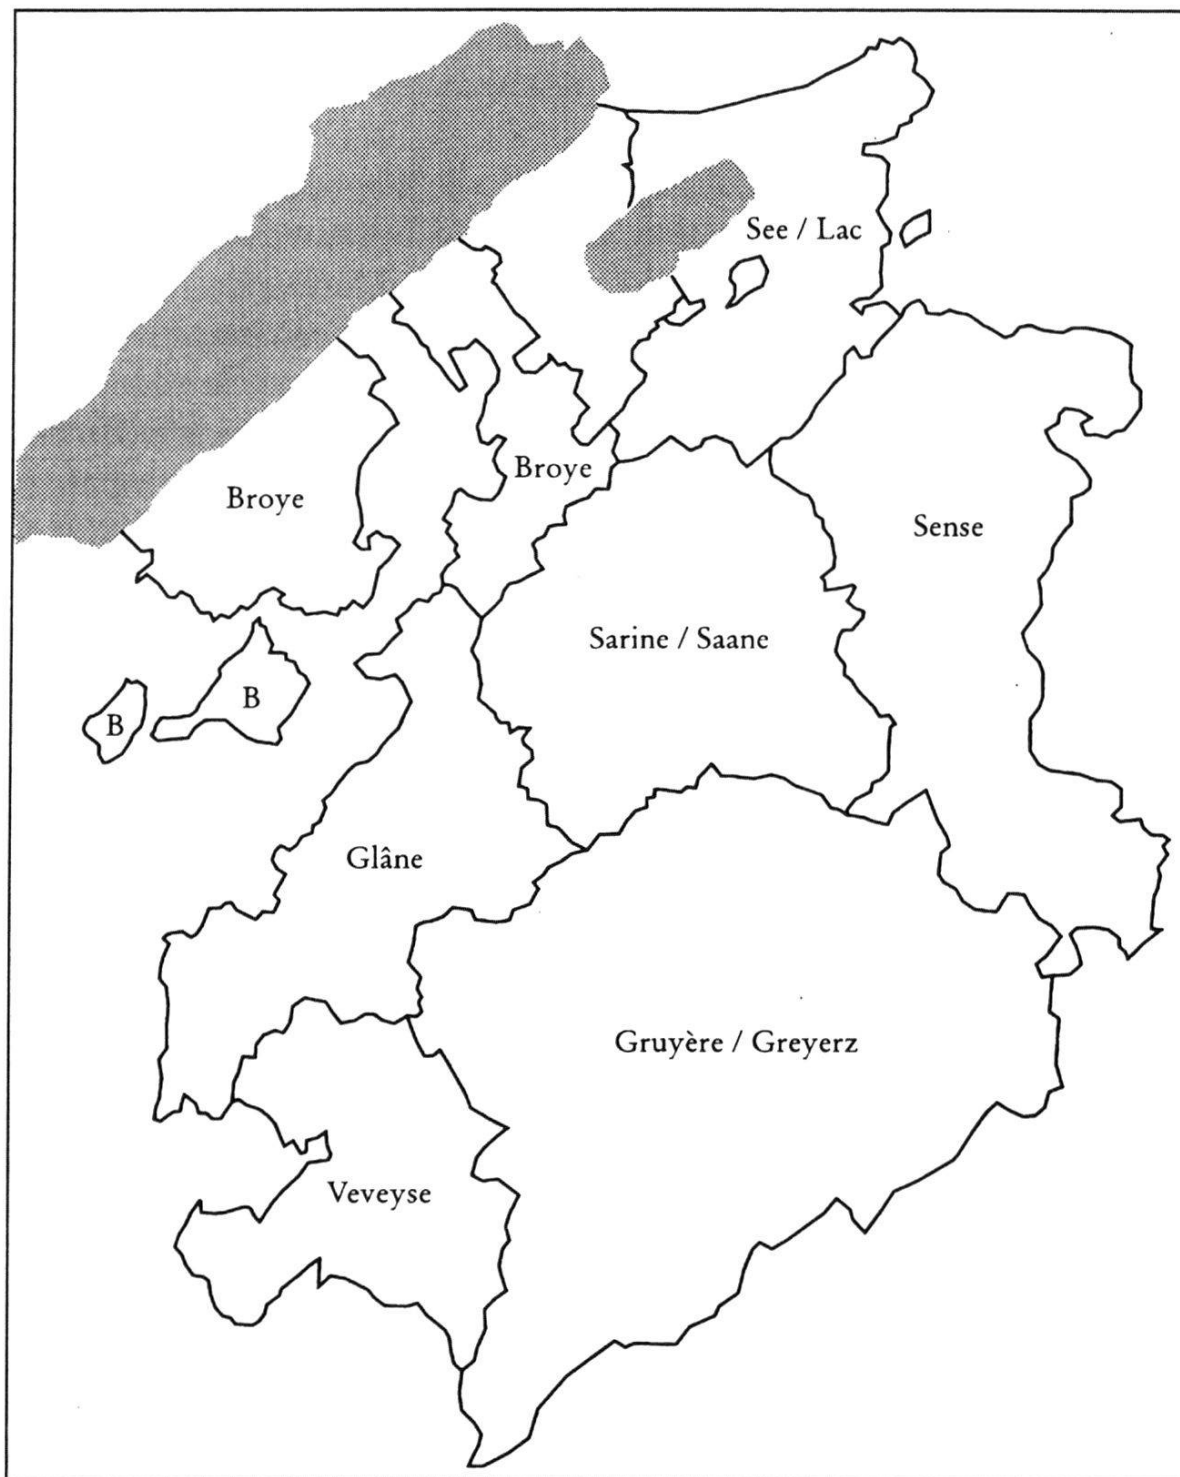 See / Lac
Broye
Broye
Sense
Sarine / Saane
B
B
Glâne
Gruyère / Greyerz
Veveyse